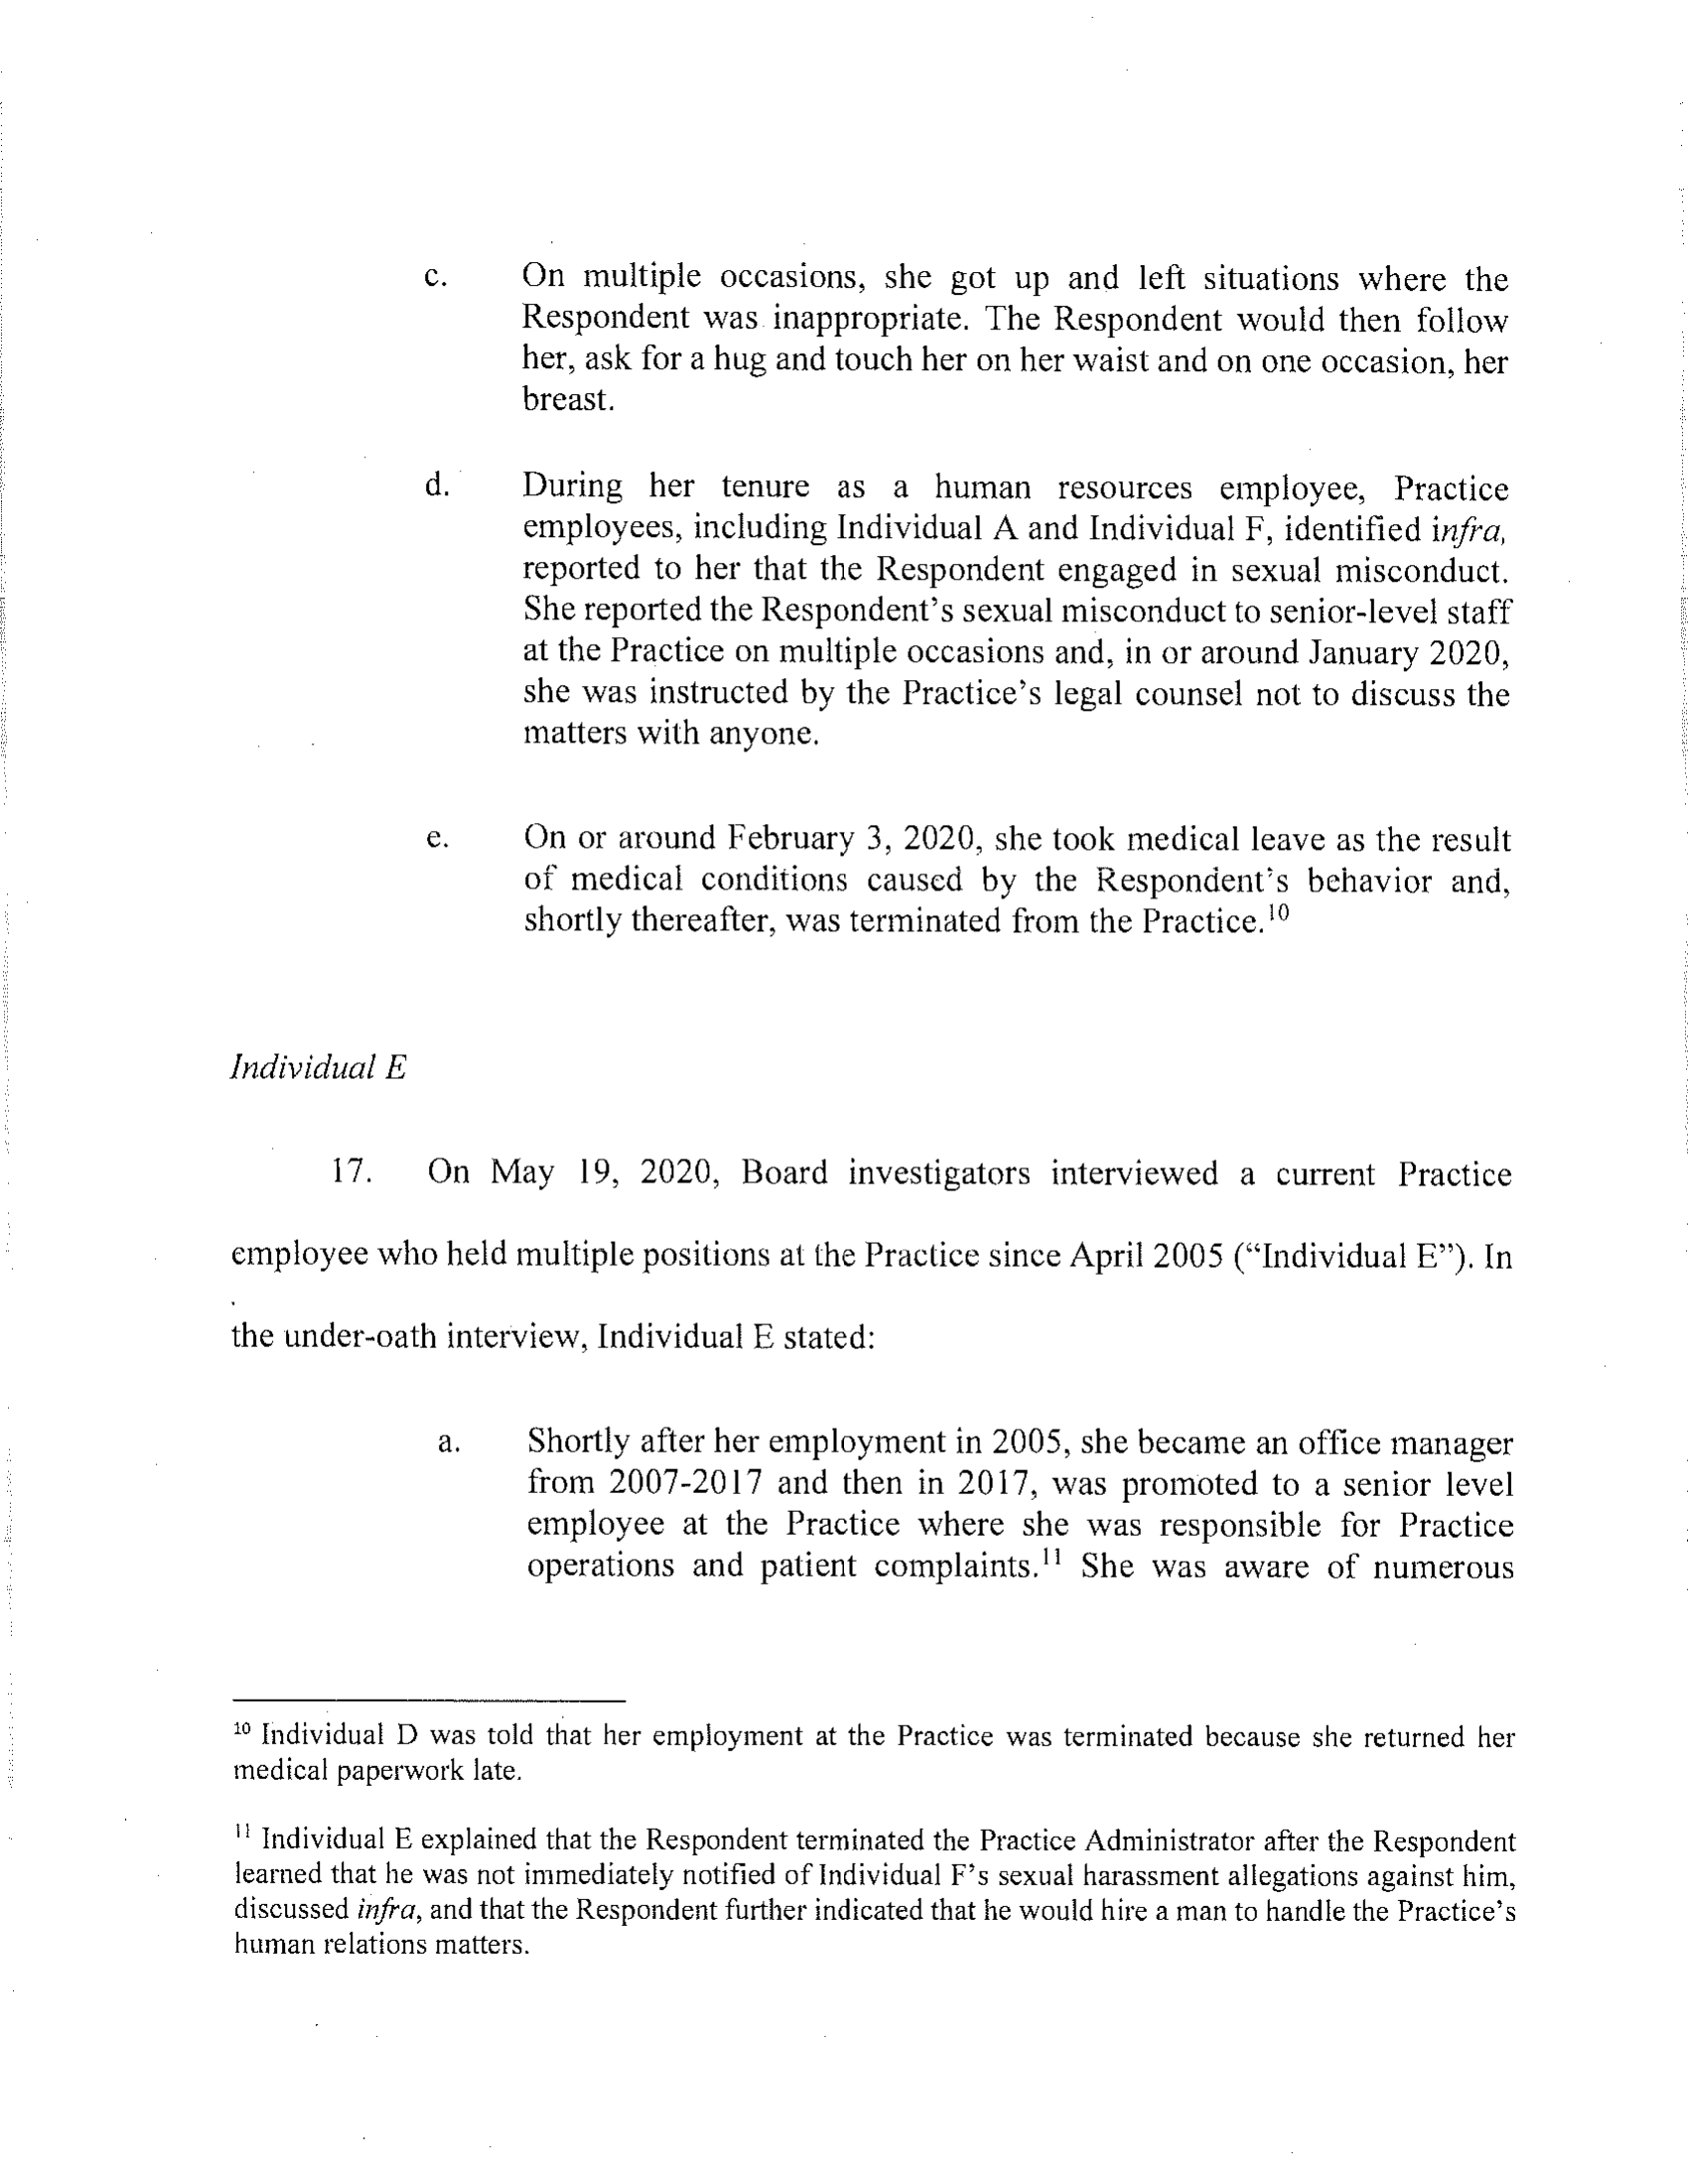 c. On multiple occasions, she got up and left situations where the
Respondent was inappropriate. The Respondent would then follow
her, ask for a hug and touch her on her waist and on one occasion, her
breast.
d. During her tenure as a human resources employee, Practice
employees, including Individual A and Individual F, identified infra,
reported to her that the Respondent engaged in sexual misconduct.
She reported the Respondent's sexual misconduct to senior-level staff
at the Practice on multiple occasions and, in or around January 2020,
she was instructed by the Practice's legal counsel not to discuss the
matters with anyone.
e. On or around February 3, 2020, she took medical leave as the result
of medical conditions caused by the Respondent's behavior and,
shortly thereafter, was terminated from the Practice.10
Individual E
17. On May 19, 2020, Board investigators interviewed a current Practice
employee who held multiple positions at the Practice since April 2005 (“Individual E”). In
the under-oath interview, Individual E stated:
a. Shortly after her employment in 2005, she became an office manager
from 2007-2017 and then in 2017, was promoted to a senior level
employee at the Practice where she was responsible for Practice
operations and patient complaints.11 She was aware of numerous
10 Individual D was told that her employment at the Practice was terminated because she returned her
medical paperwork late.
11 Individual E explained that the Respondent terminated the Practice Administrator after the Respondent
learned that he was not immediately notified of Individual F's sexual harassment allegations against him,
discussed infra, and that the Respondent further indicated that he would hire a man to handle the Practice's
human relations matters.